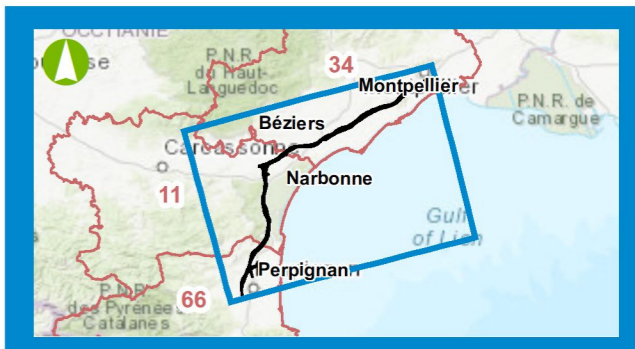 OCCITANIE
P.N.R.
du Haut-
Languedoc
34
Montpellier
P.N.R. de
Camargue
Béziers
Carcassonne
Narbonne
11
Gulf
of Lion
Perpignan
66
P.N.R.
des Pyrénées
Catalanes